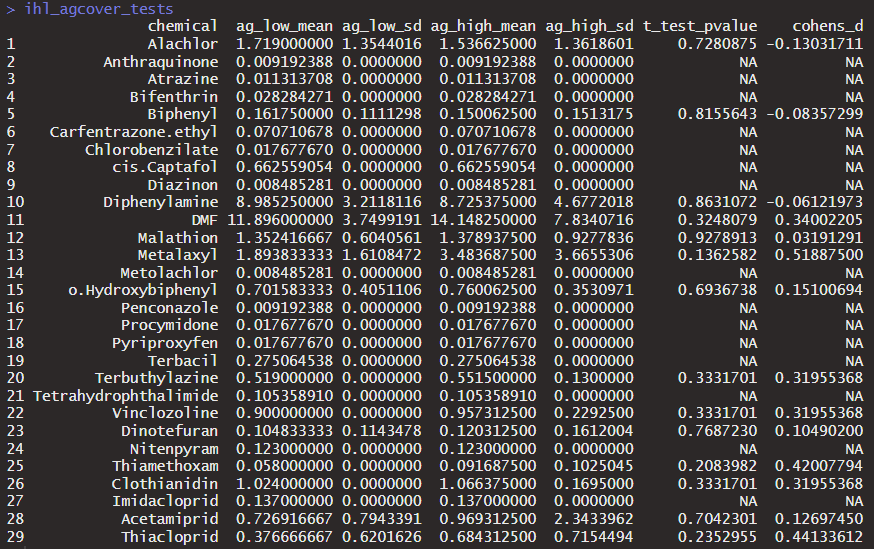 > ihl_agcover_tests
chemical ag_low_mean ag_low_sd ag_high_mean ag_high_sd t_test_pvalue cohens_d
1 Alachlor 1.719000000 1.3544016 1.536625000 1.3618601 0.7280875 -0.13031711
2 Anthraquinone 0.009192388 0.0000000 0.009192388 0.0000000 NA NA
3 Atrazine 0.011313708 0.0000000 0.011313708 0.0000000 NA NA
4 Bifenthrin 0.028284271 0.0000000 0.028284271 0.0000000 NA NA
5 Biphenyl 0.161750000 0.1111298 0.150062500 0.1513175 0.8155643 -0.08357299
6 Carfentrazone.ethyl 0.070710678 0.0000000 0.070710678 0.0000000 NA NA
7 Chlorobenzilate 0.017677670 0.0000000 0.017677670 0.0000000 NA NA
8 cis.Captafol 0.662559054 0.0000000 0.662559054 0.0000000 NA NA
9 Diazinon 0.008485281 0.0000000 0.008485281 0.0000000 NA NA
10 Diphenylamine 8.985250000 3.2118116 8.725375000 4.6772018 0.8631072 -0.06121973
11 DMF 11.896000000 3.7499191 14.148250000 7.8340716 0.3248079 0.34002205
12 Malathion 1.352416667 0.6040561 1.378937500 0.9277836 0.9278913 0.03191291
13 Metalaxyl 1.893833333 1.6108472 3.483687500 3.6655306 0.1362582 0.51887500
14 Metolachlor 0.008485281 0.0000000 0.008485281 0.0000000 NA NA
15 o.Hydroxybiphenyl 0.701583333 0.4051106 0.760062500 0.3530971 0.6936738 0.15100694
16 Penconazole 0.009192388 0.0000000 0.009192388 0.0000000 NA NA
17 Procymidone 0.017677670 0.0000000 0.017677670 0.0000000 NA NA
18 Pyriproxyfen 0.017677670 0.0000000 0.017677670 0.0000000 NA NA
19 Terbacil 0.275064538 0.0000000 0.275064538 0.0000000 NA NA
20 Terbuthylazine 0.519000000 0.0000000 0.551500000 0.1300000 0.3331701 0.31955368
21 Tetrahydrophthalimide 0.105358910 0.0000000 0.105358910 0.0000000 NA NA
22 Vinclozoline 0.900000000 0.0000000 0.957312500 0.2292500 0.3331701 0.31955368
23 Dinotefuran 0.104833333 0.1143478 0.120312500 0.1612004 0.7687230 0.10490200
24 Nitenpyram 0.123000000 0.0000000 0.123000000 0.0000000 NA NA
25 Thiamethoxam 0.058000000 0.0000000 0.091687500 0.1025045 0.2083982 0.42007794
26 Clothianidin 1.024000000 0.0000000 1.066375000 0.1695000 0.3331701 0.31955368
27 Imidacloprid 0.137000000 0.0000000 0.137000000 0.0000000 NA NA
28 Acetamiprid 0.726916667 0.7943391 0.969312500 2.3433962 0.7042301 0.12697450
29 Thiacloprid 0.376666667 0.6201626 0.684312500 0.7154494 0.2352955 0.44133612